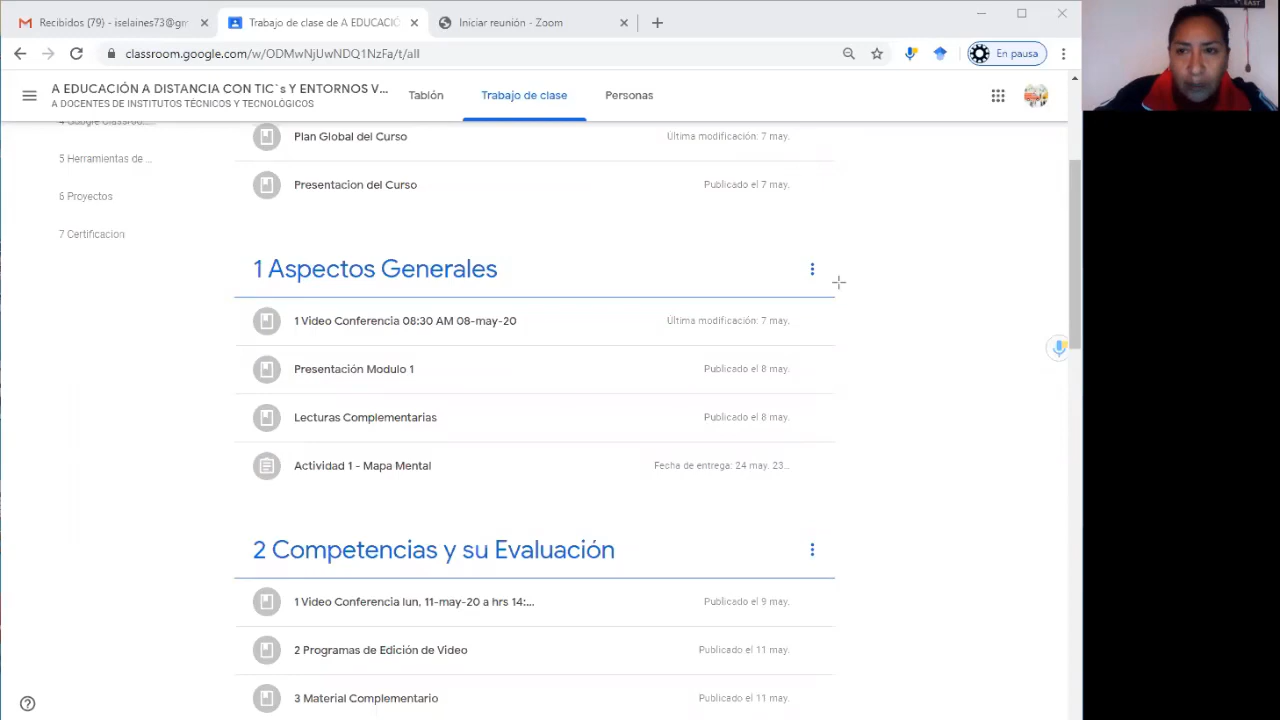 Recibidos (79) - iselaines73@gm
Trabajo de clase de A EDUCACIÓ
Iniciar reunión - Zoom
classroom.google.com/w/ODMwNjUwNDQ1NzFa/t/all
En pausa
A EDUCACIÓN A DISTANCIA CON TIC`s Y ENTORNOS V...
A DOCENTES DE INSTITUTOS TÉCNICOS Y TECNOLÓGICOS
Tablón
Trabajo de clase
Personas
5 Herramientas de ...
6 Proyectos
7 Certificacion
Plan Global del Curso
Última modificación: 7 may.
Presentacion del Curso
Publicado el 7 may.
1 Aspectos Generales
1 Video Conferencia 08:30 AM 08-may-20
Última modificación: 7 may.
Presentación Modulo 1
Publicado el 8 may.
Lecturas Complementarias
Publicado el 8 may.
Actividad 1 - Mapa Mental
Fecha de entrega: 24 may. 23...
2 Competencias y su Evaluación
1 Video Conferencia lun, 11-may-20 a hrs 14:...
Publicado el 9 may.
2 Programas de Edición de Video
Publicado el 11 may.
3 Material Complementario
Publicado el 11 may.